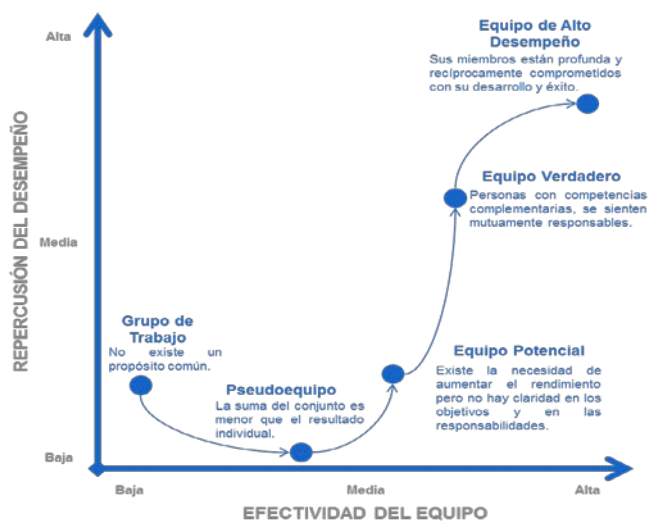 Equipo de Alto
Desempeño
Sus miembros están profunda y
recíprocamente comprometidos
con su desarrollo y éxito.
Equipo Verdadero
Personas con competencias
complementarias, se sienten
mutuamente responsables.
Grupo de
Trabajo
No existe un
propósito común.
Pseudoequipo
La suma del conjunto es
menor que el resultado
individual.
Equipo Potencial
Existe la necesidad de
aumentar el rendimiento
pero no hay claridad en los
objetivos y en las
responsabilidades.
REPERCUSIÓN DEL DESEMPEÑO
Alta
Media
Baja
Baja
Media
Alta
EFECTIVIDAD DEL EQUIPO